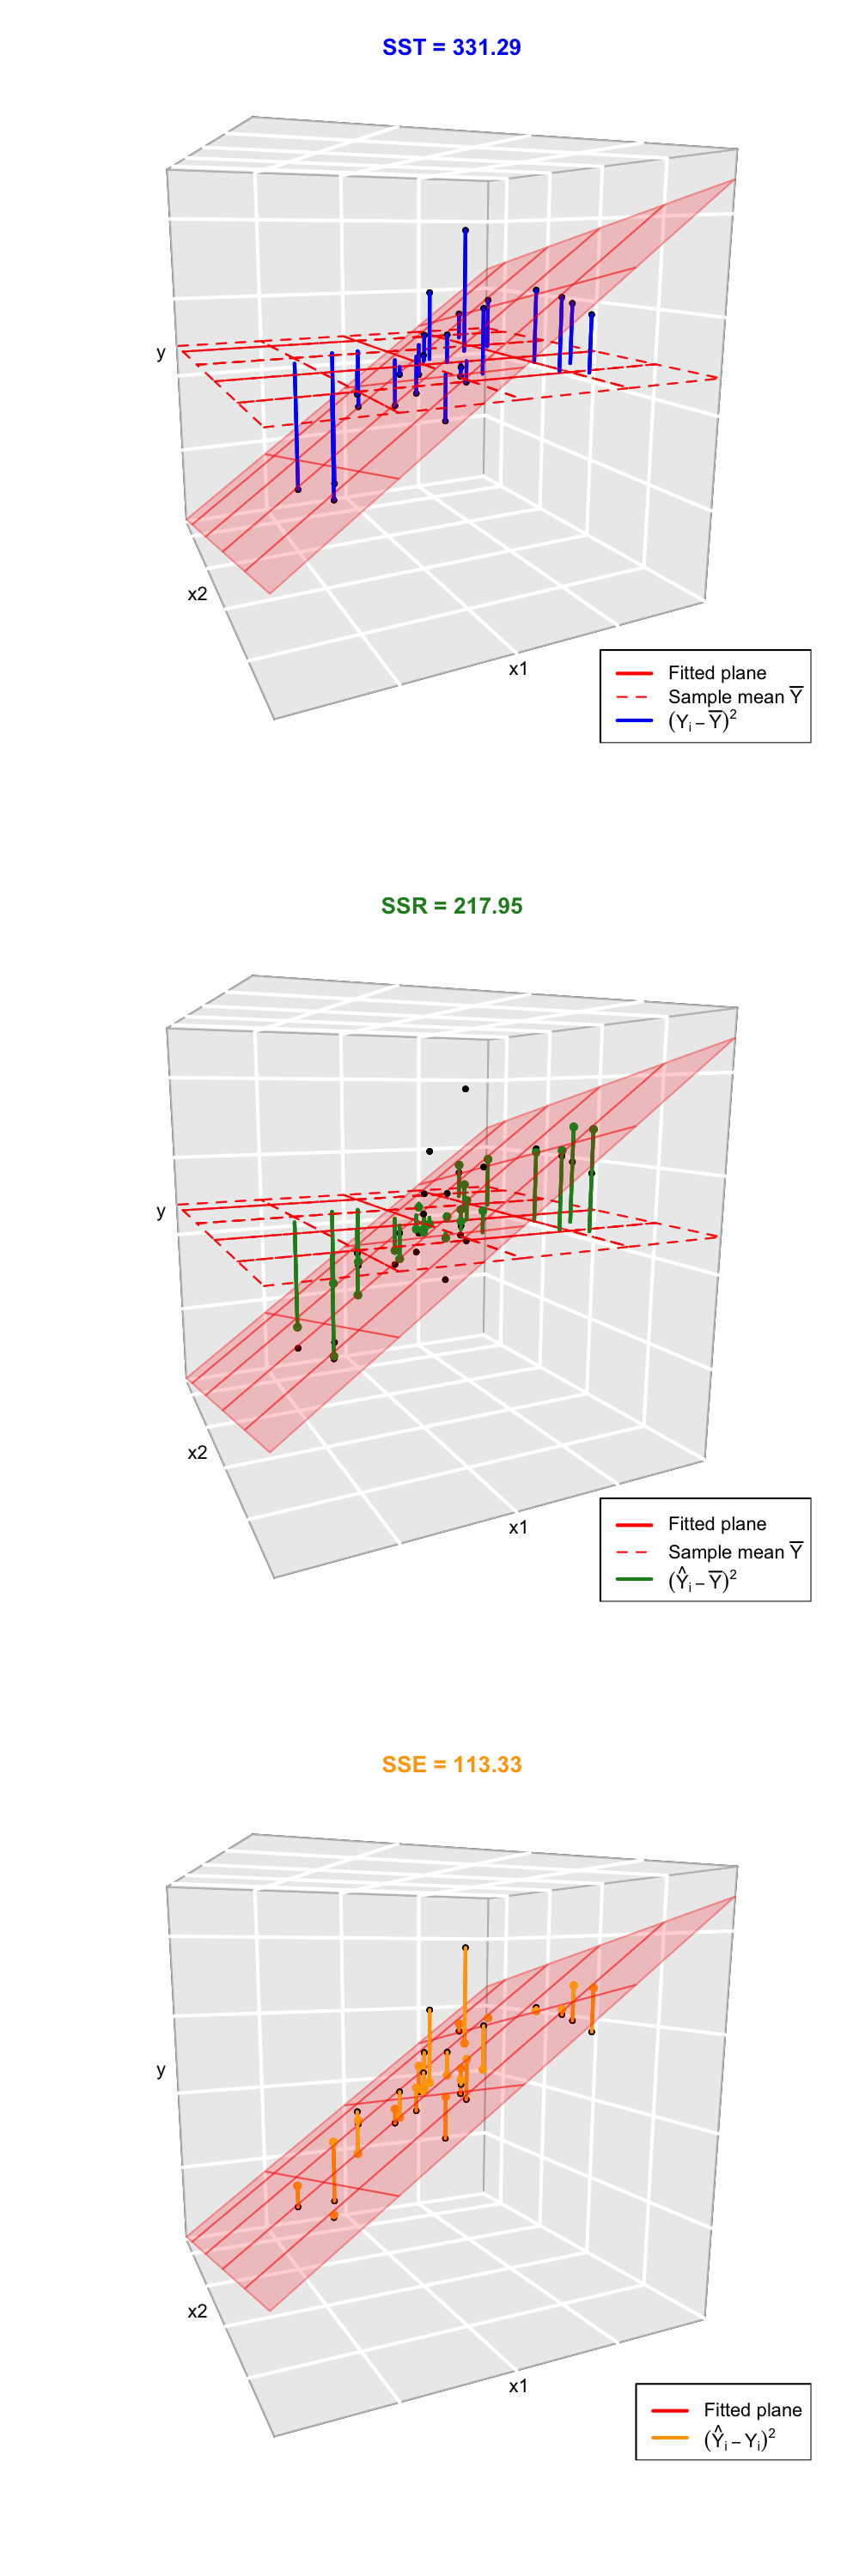 SST = 331.29
y
x2
x1
Fitted plane
Sample mean Y̅
(Yᵢ − Y̅)²
SSR = 217.95
y
x2
x1
Fitted plane
Sample mean Y̅
(Ŷᵢ − Y̅)²
SSE = 113.33
y
x2
x1
Fitted plane
(Ŷᵢ − Yᵢ)²